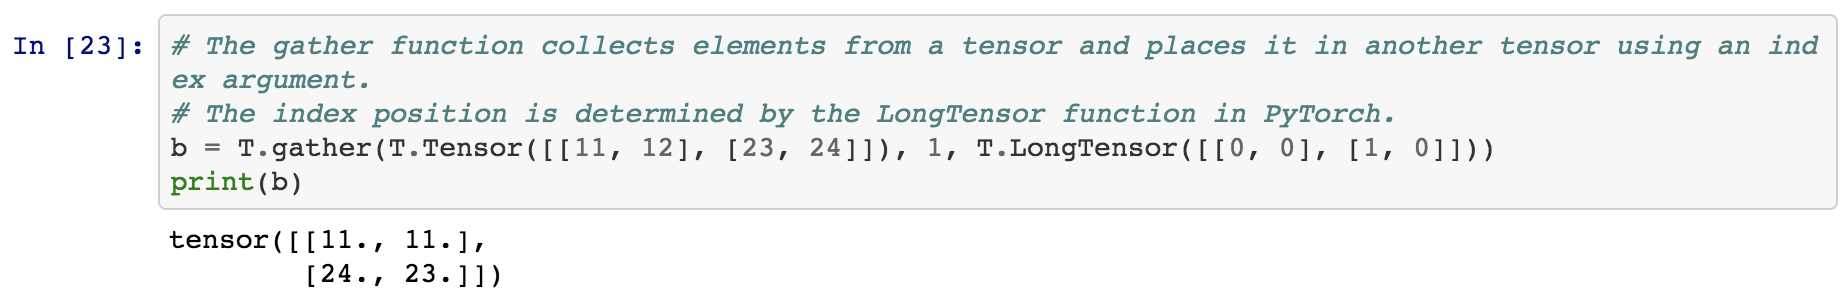 In [23]: # The gather function collects elements from a tensor and places it in another tensor using an ind
ex argument.
# The index position is determined by the LongTensor function in PyTorch.
b = T.gather(T.Tensor([[11, 12], [23, 24]]), 1, T.LongTensor([[0, 0], [1, 0]]))
print(b)
tensor([[11., 11.],
        [24., 23.]])